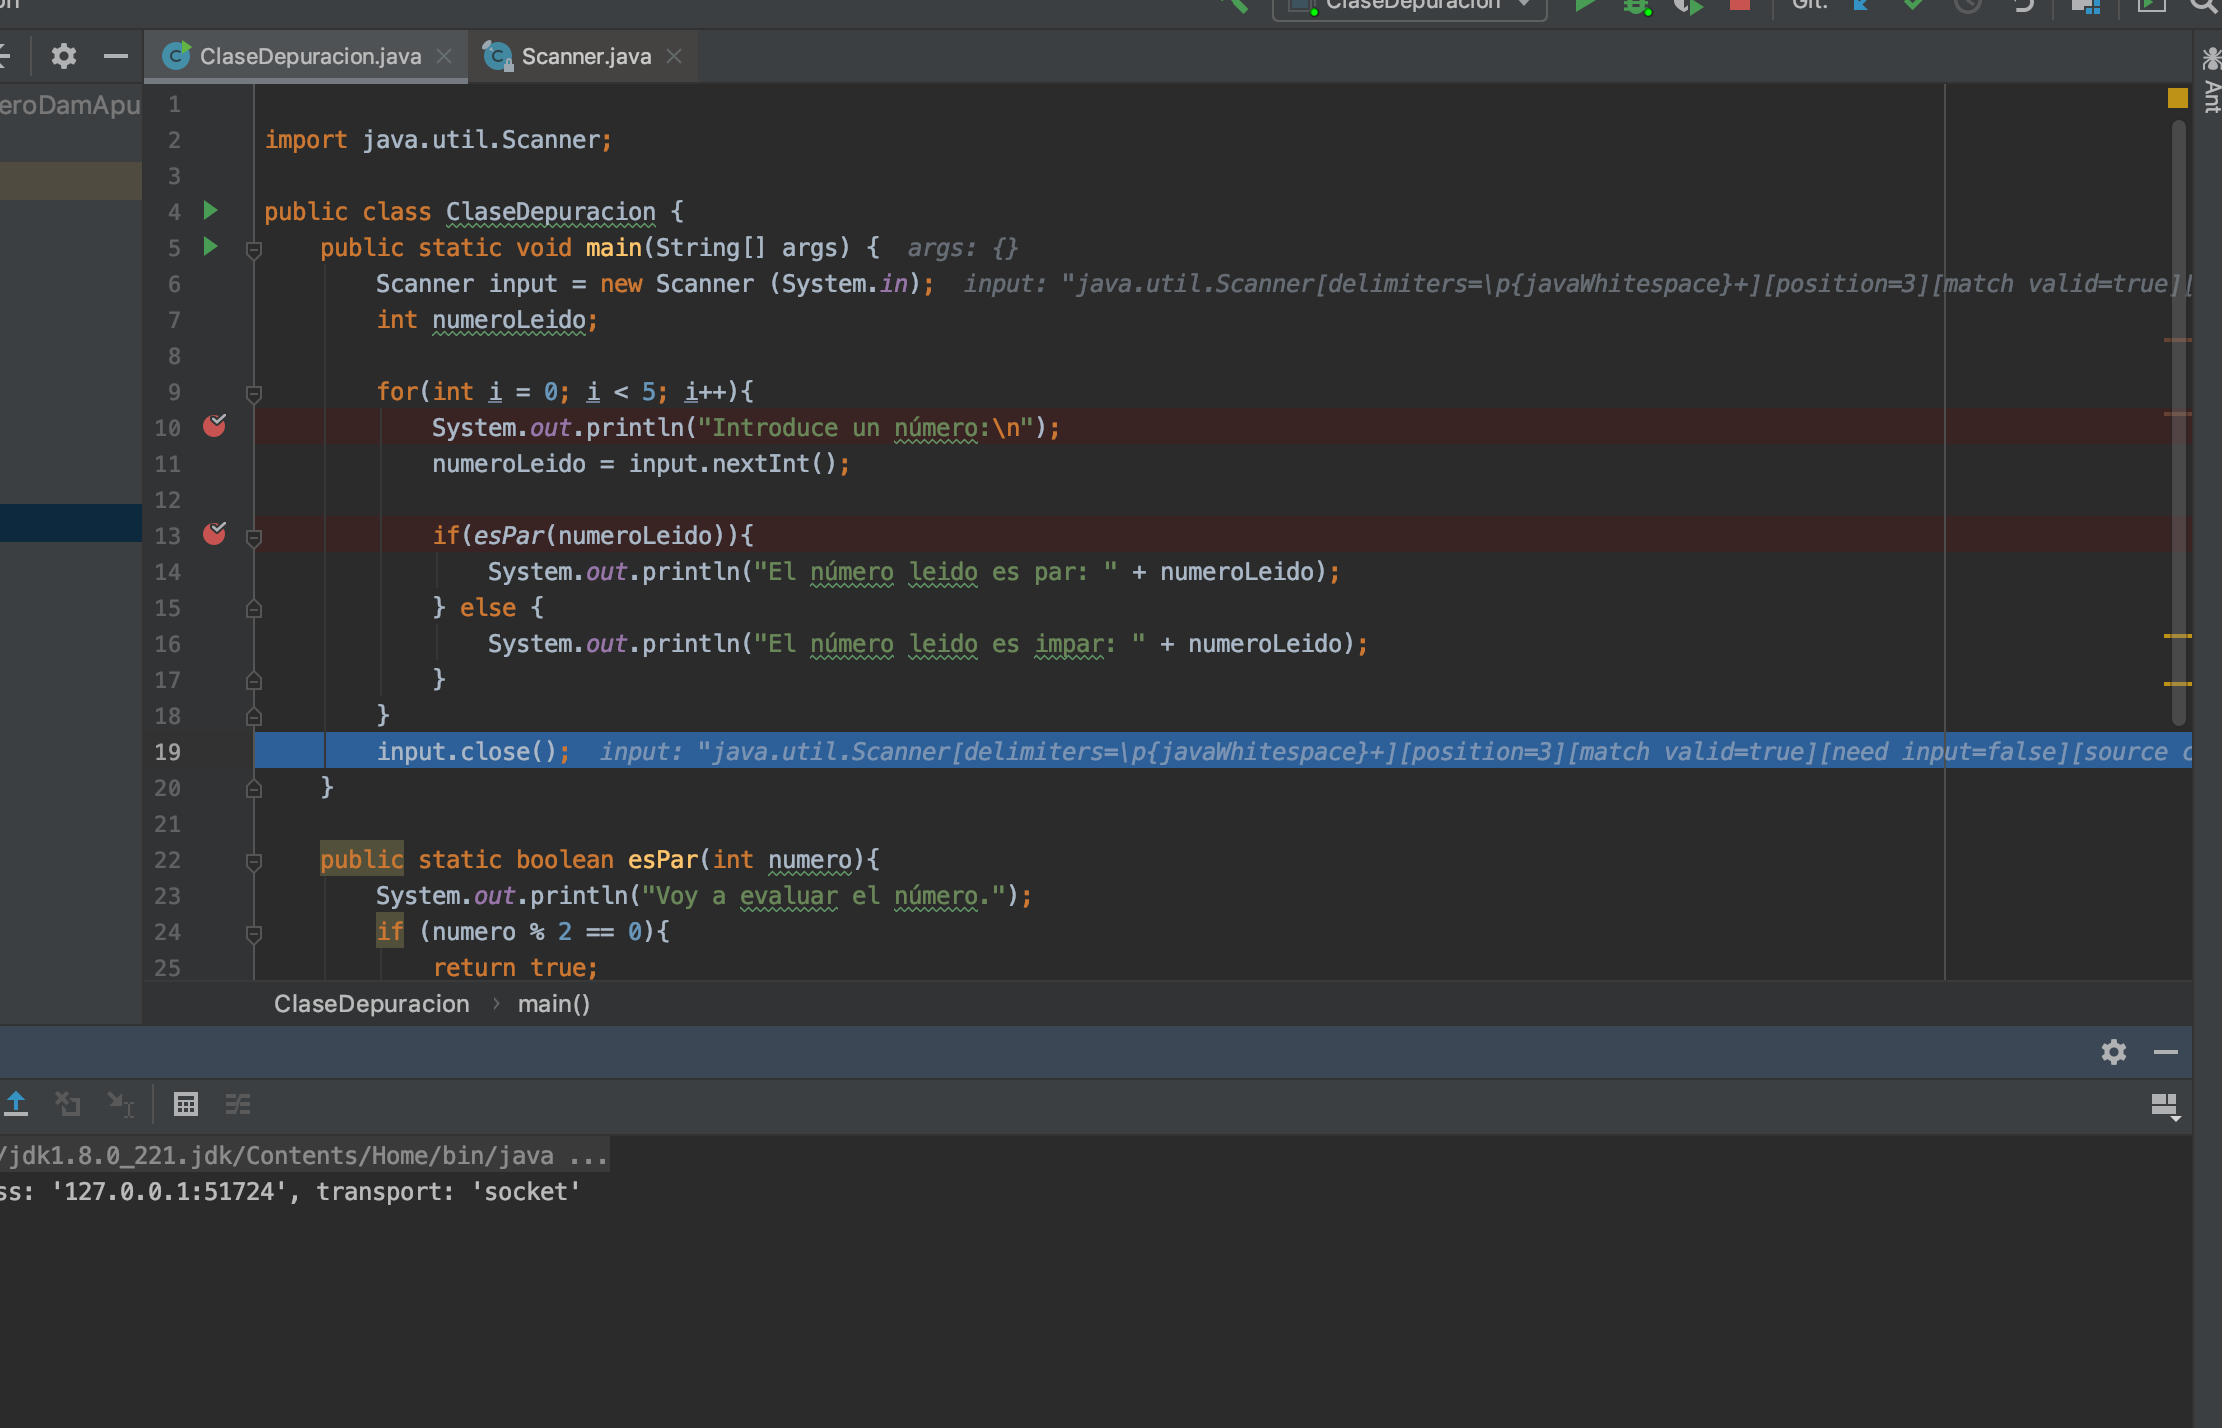 ClaseDepuracion Git:
ClaseDepuracion.java Scanner.java
eroDamApu
Ant
1
2 import java.util.Scanner;
3
4 public class ClaseDepuracion {
5 public static void main(String[] args) { args: {}
6 Scanner input = new Scanner (System.in); input: "java.util.Scanner[delimiters=\p{javaWhitespace}+][position=3][match valid=true][
7 int numeroLeido;
8
9 for(int i = 0; i < 5; i++){
10 System.out.println("Introduce un número:\n");
11 numeroLeido = input.nextInt();
12
13 if(esPar(numeroLeido)){
14 System.out.println("El número leido es par: " + numeroLeido);
15 } else {
16 System.out.println("El número leido es impar: " + numeroLeido);
17 }
18 }
19 input.close(); input: "java.util.Scanner[delimiters=\p{javaWhitespace}+][position=3][match valid=true][need input=false][source c
20 }
21
22 public static boolean esPar(int numero){
23 System.out.println("Voy a evaluar el número.");
24 if (numero % 2 == 0){
25 return true;
ClaseDepuracion › main()
/jdk1.8.0_221.jdk/Contents/Home/bin/java ...
ss: '127.0.0.1:51724', transport: 'socket'